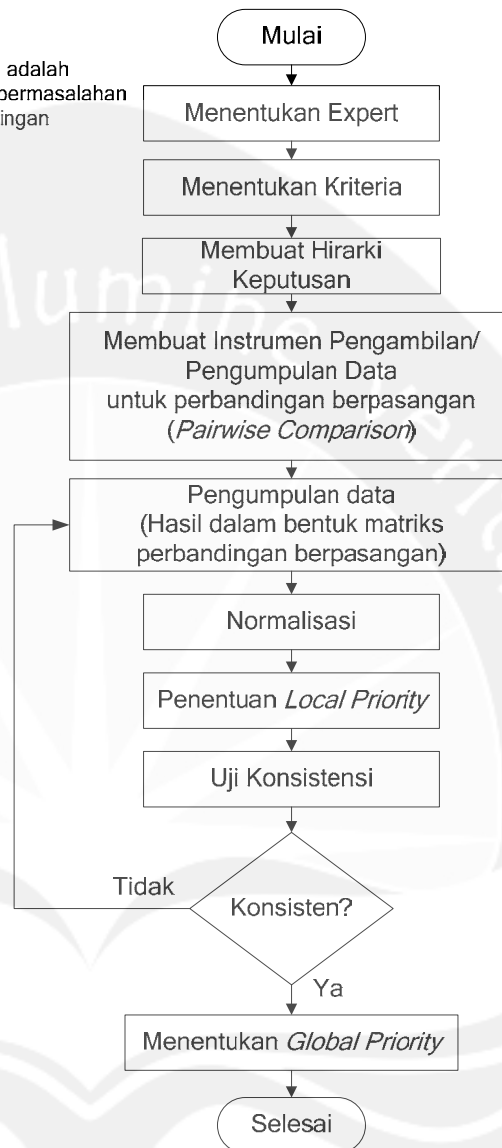 Mulai
adalah
permasalahan
tingan
Menentukan Expert
Menentukan Kriteria
Membuat Hirarki
Keputusan
Membuat Instrumen Pengambilan/
Pengumpulan Data
untuk perbandingan berpasangan
(Pairwise Comparison)
Pengumpulan data
(Hasil dalam bentuk matriks
perbandingan berpasangan)
Normalisasi
Penentuan Local Priority
Uji Konsistensi
Tidak
Konsisten?
Ya
Menentukan Global Priority
Selesai